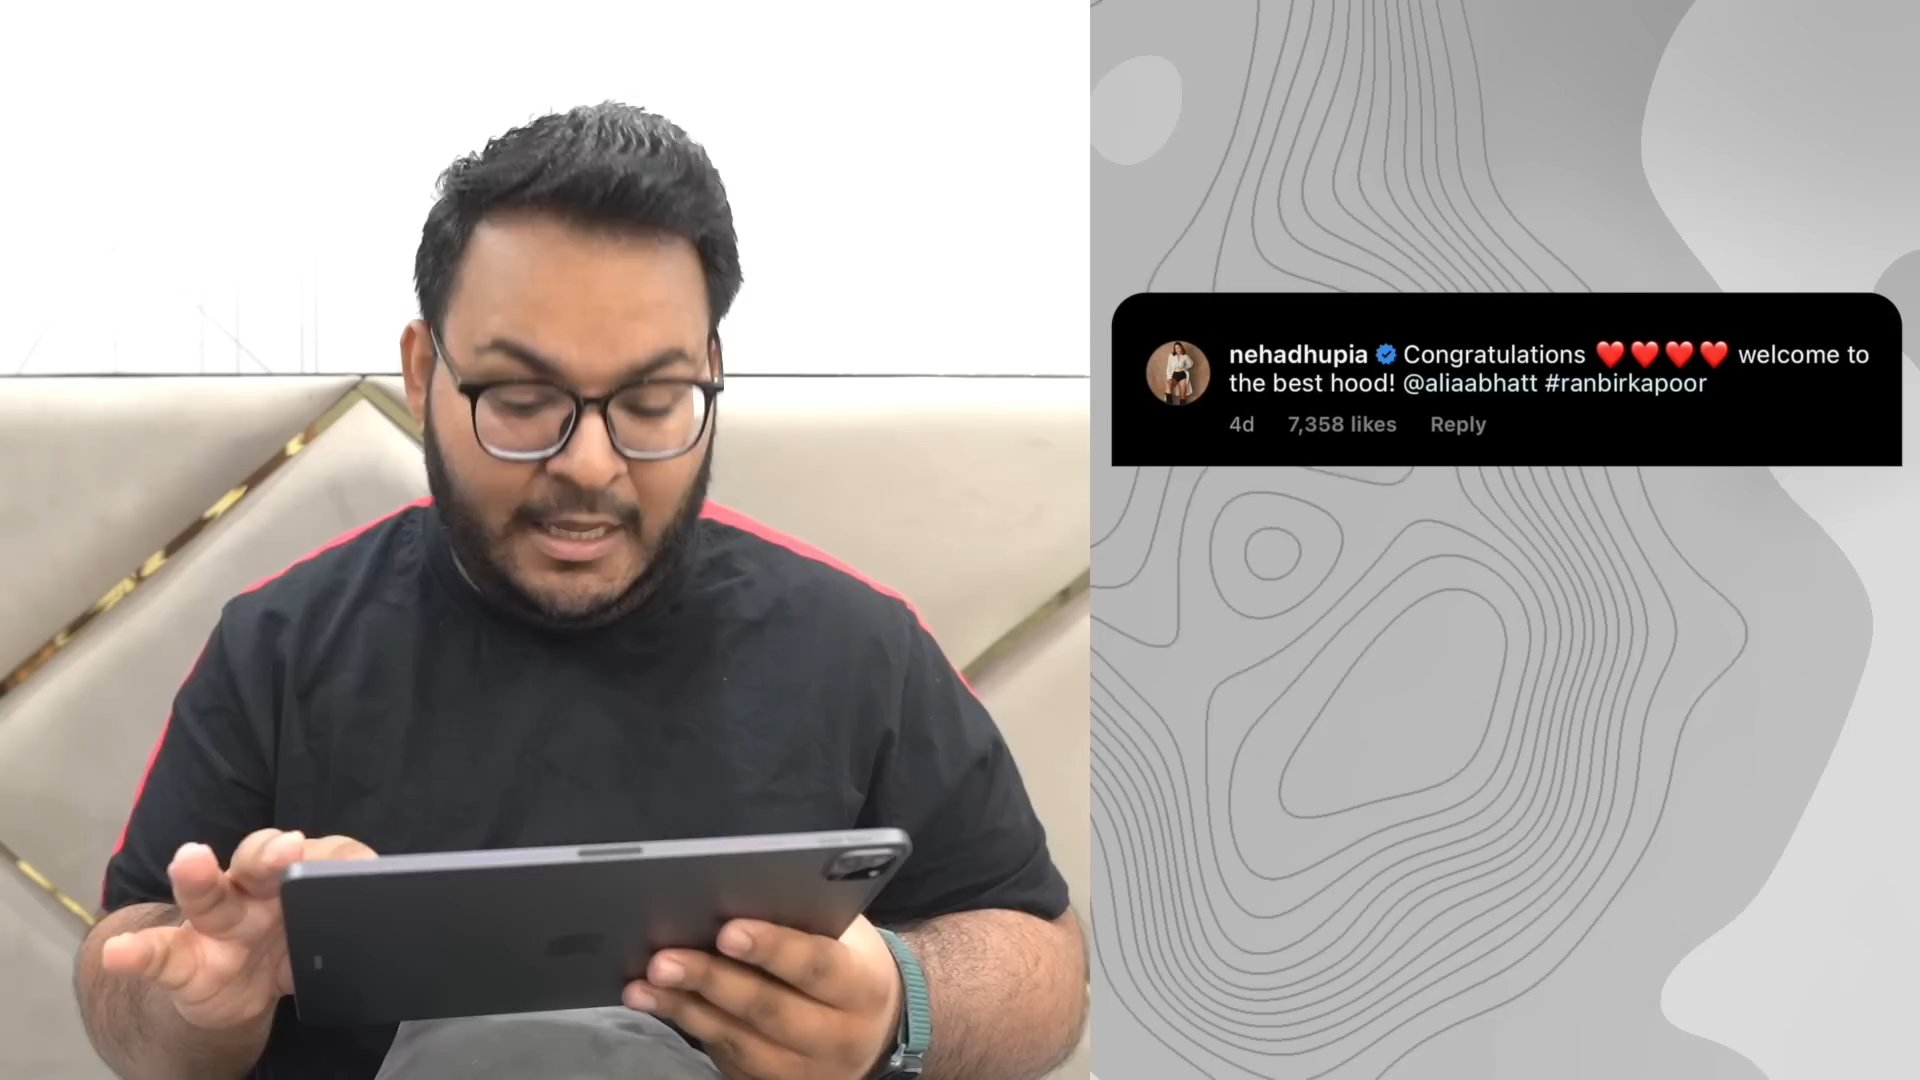 nehadhupia Congratulations ❤️❤️❤️❤️ welcome to
the best hood! @aliaabhatt #ranbirkapoor
4d 7,358 likes Reply